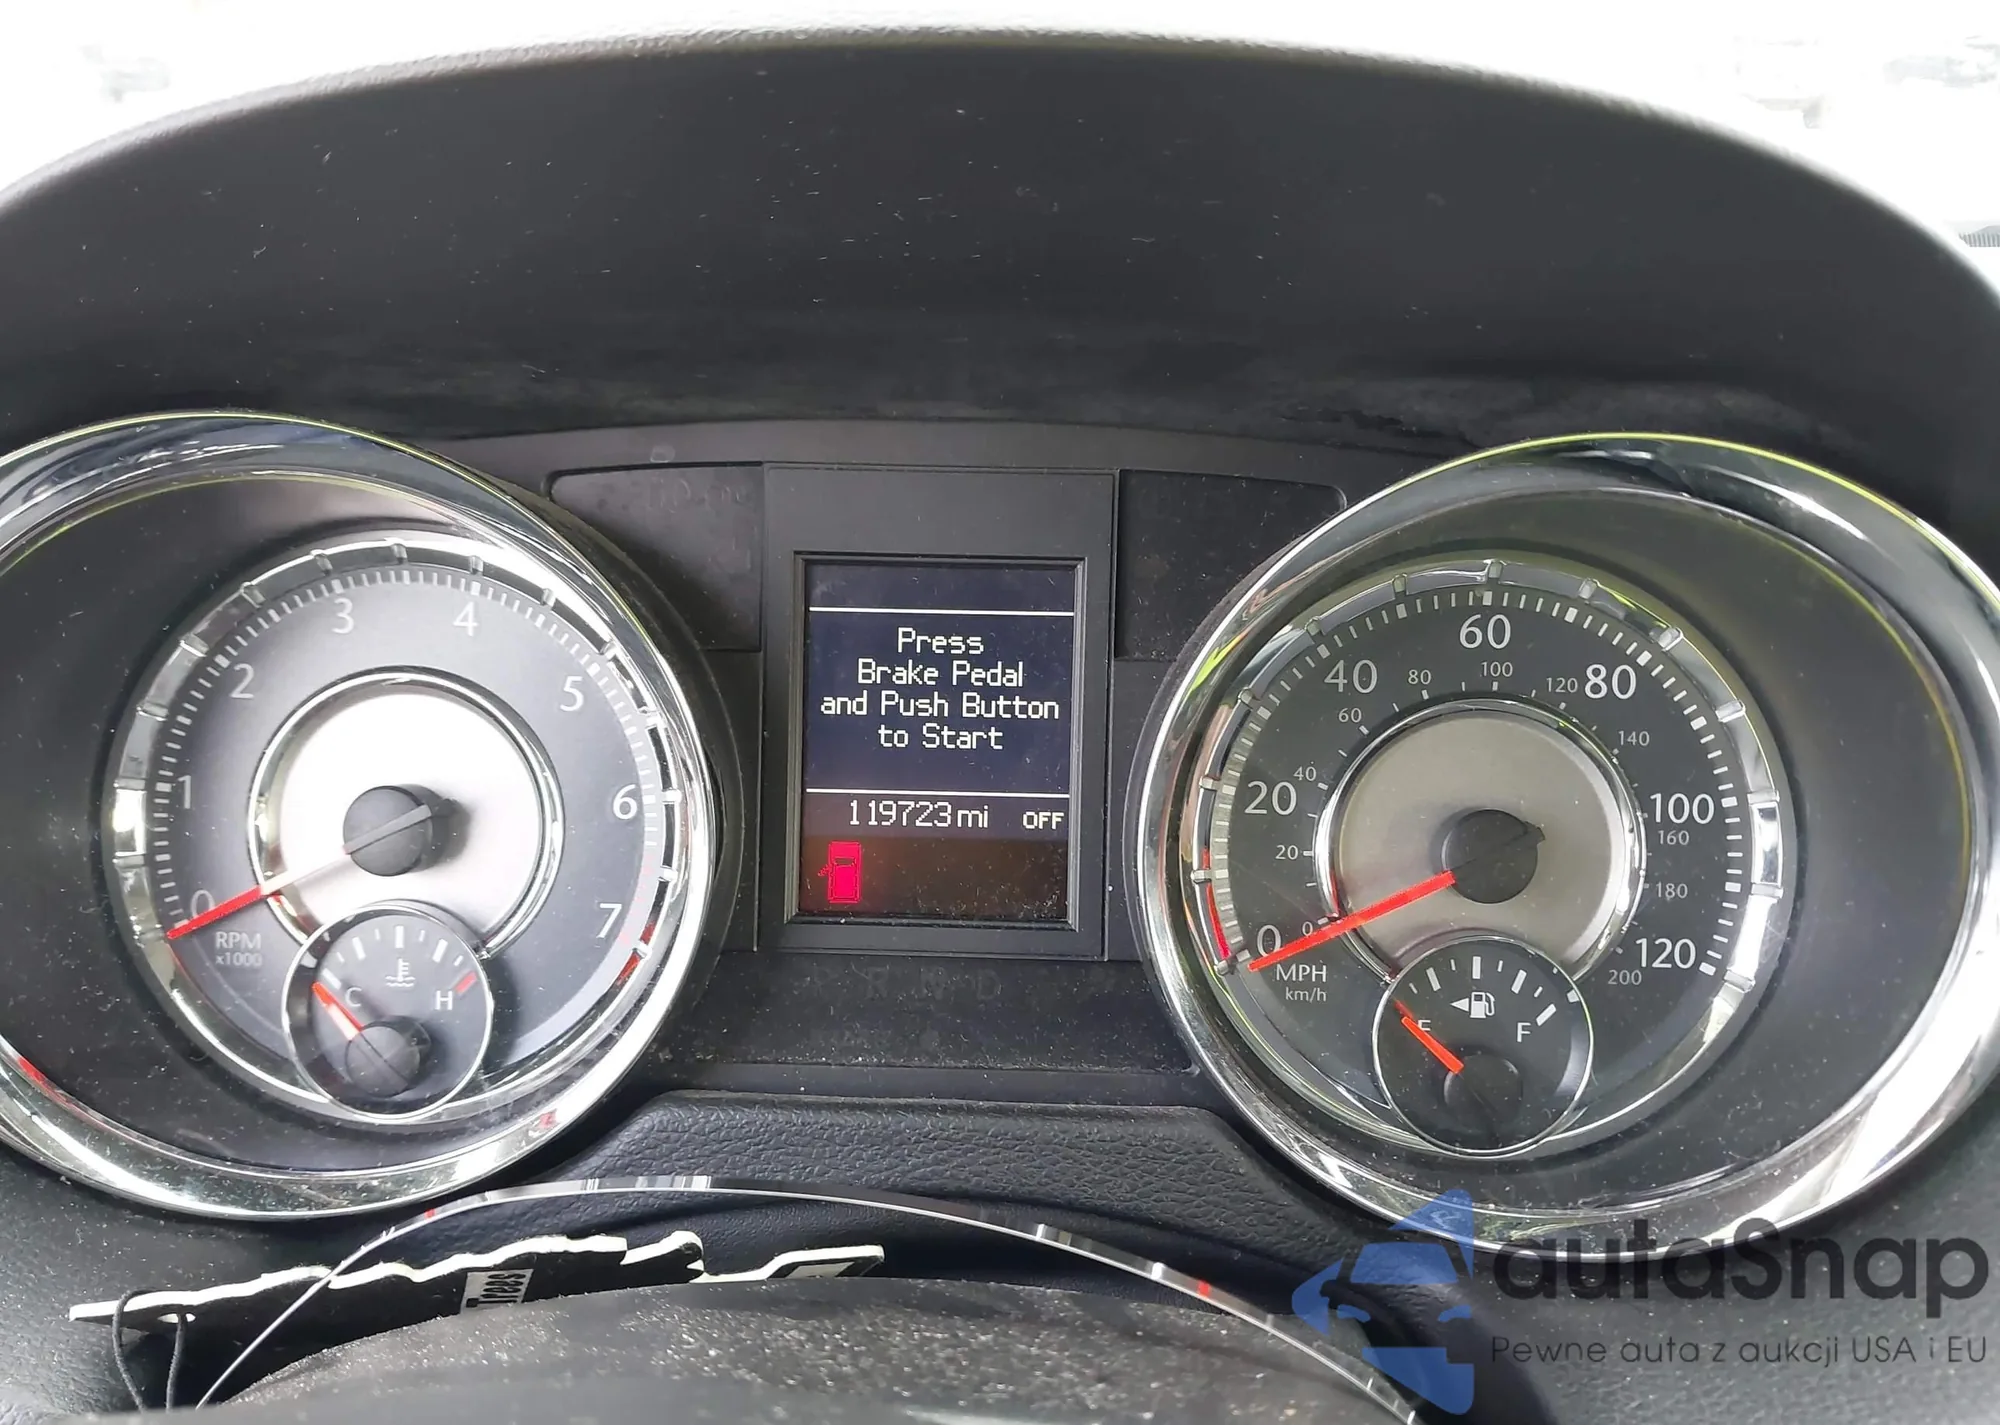 Press
Brake Pedal
and Push Button
to Start
119723 mi OFF
0 1 2 3 4 5 6 7
RPM
x1000
C H
0 20 40 60 80 100 120
0 20 40 60 80 100 120 140 160 180 200
MPH
km/h
E F
R N D
Trees
autaSnap
Pewne auta z aukcji USA i EU